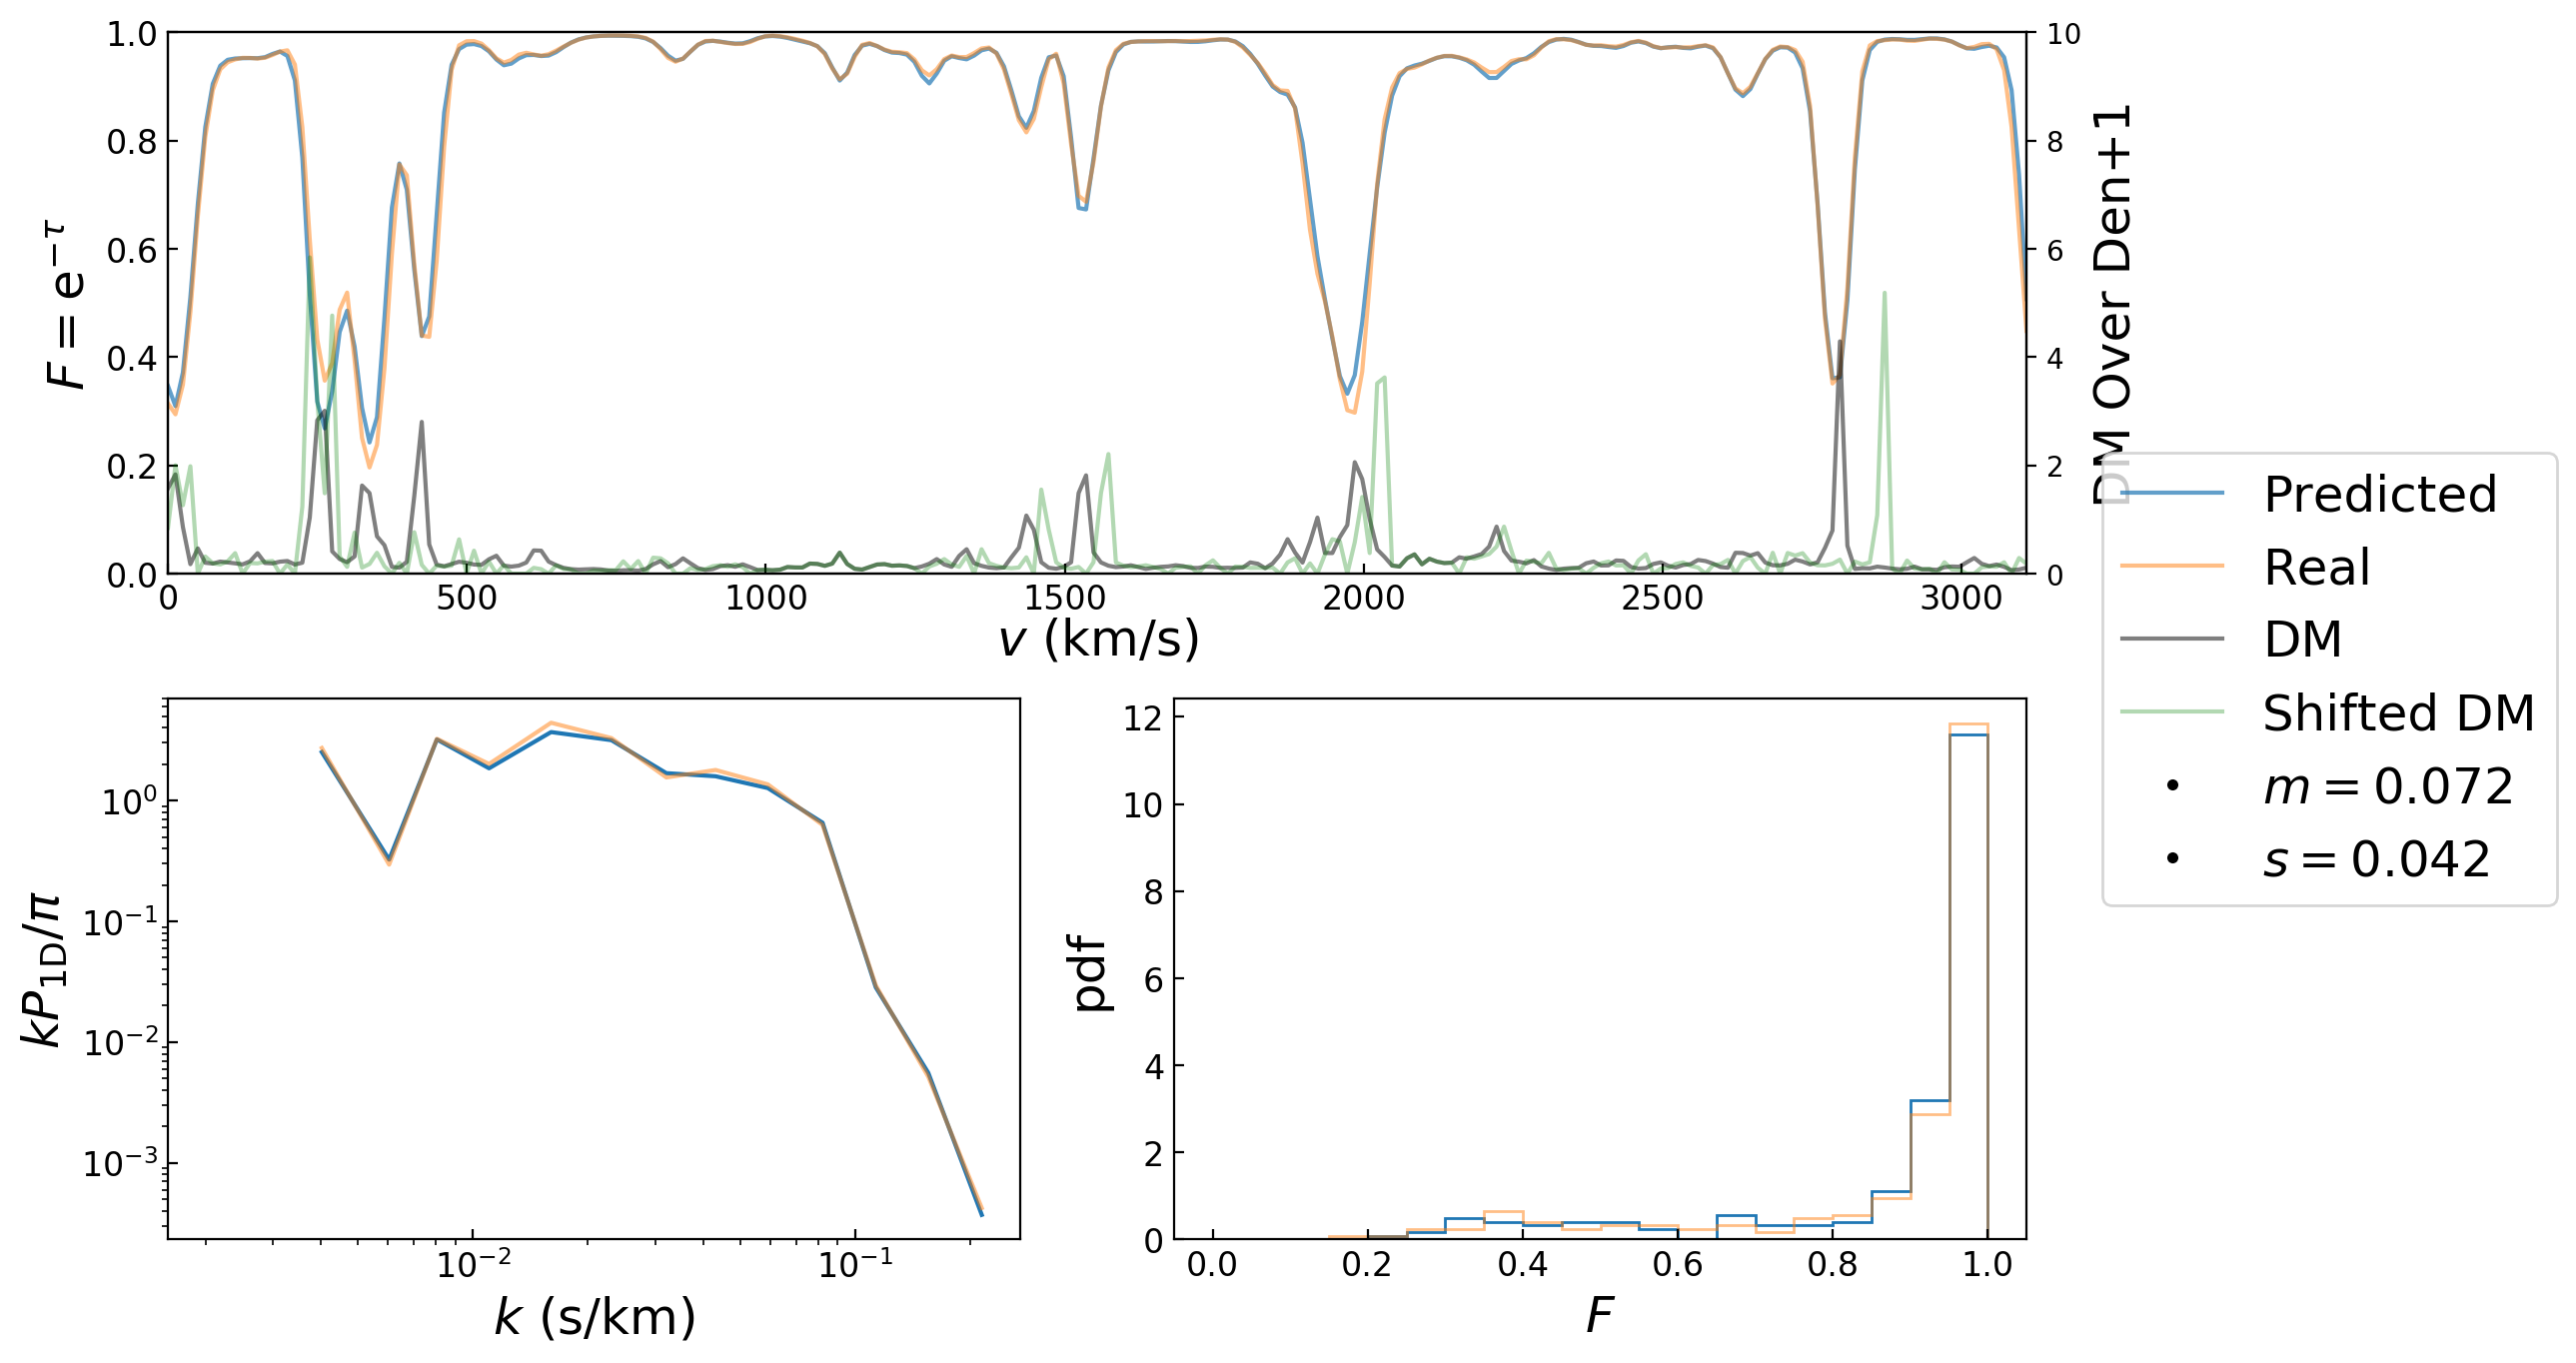 1.0
0.8
0.6
0.4
0.2
0.0
F = e^{−τ}
0 500 1000 1500 2000 2500 3000
v (km/s)
10
8
6
4
2
0
DM Over Den+1
Predicted
Real
DM
Shifted DM
m = 0.072
s = 0.042
10^0
10^{−1}
10^{−2}
10^{−3}
kP_{1D}/π
10^{−2} 10^{−1}
k (s/km)
12
10
8
6
4
2
0
pdf
0.0 0.2 0.4 0.6 0.8 1.0
F